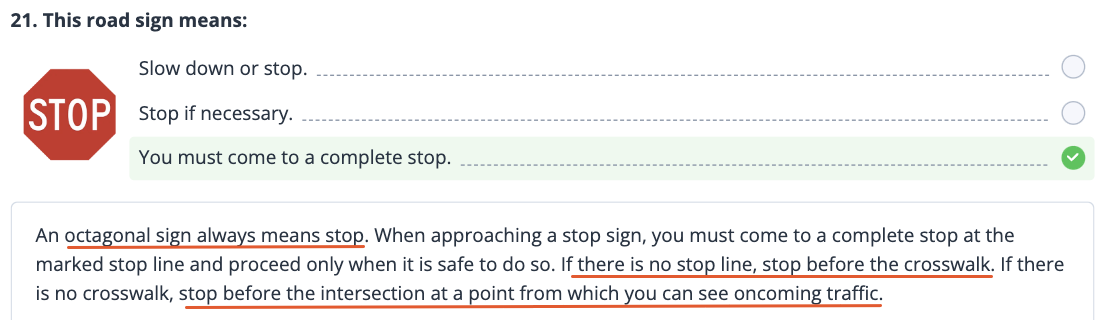 21. This road sign means:
Slow down or stop.
STOP
Stop if necessary.
You must come to a complete stop.
An octagonal sign always means stop. When approaching a stop sign, you must come to a complete stop at the
marked stop line and proceed only when it is safe to do so. If there is no stop line, stop before the crosswalk. If there
is no crosswalk, stop before the intersection at a point from which you can see oncoming traffic.